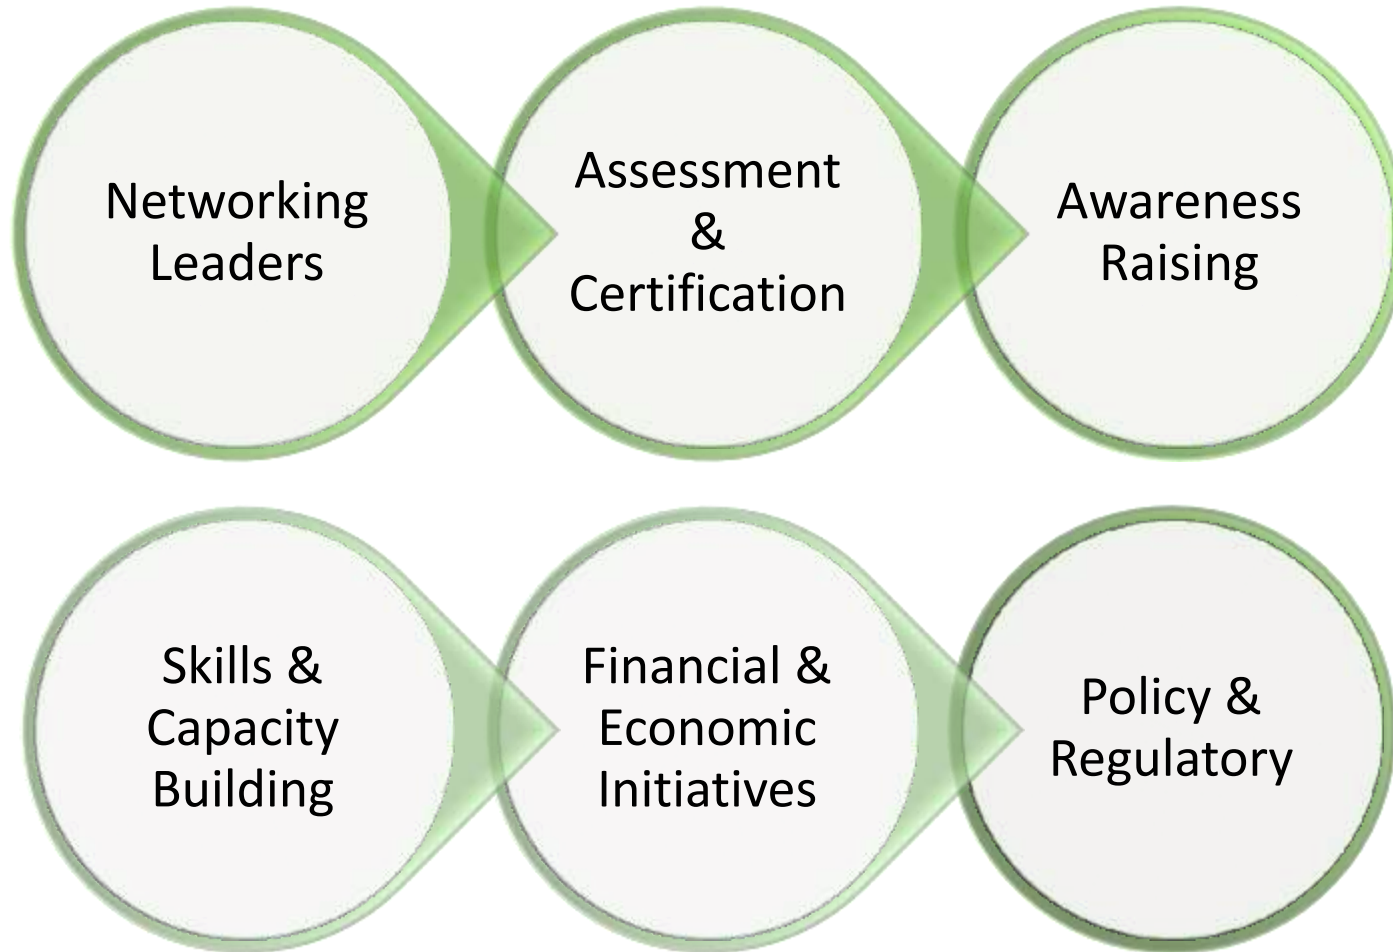 Networking
Leaders
Assessment
&
Certification
Awareness
Raising
Skills &
Capacity
Building
Financial &
Economic
Initiatives
Policy &
Regulatory